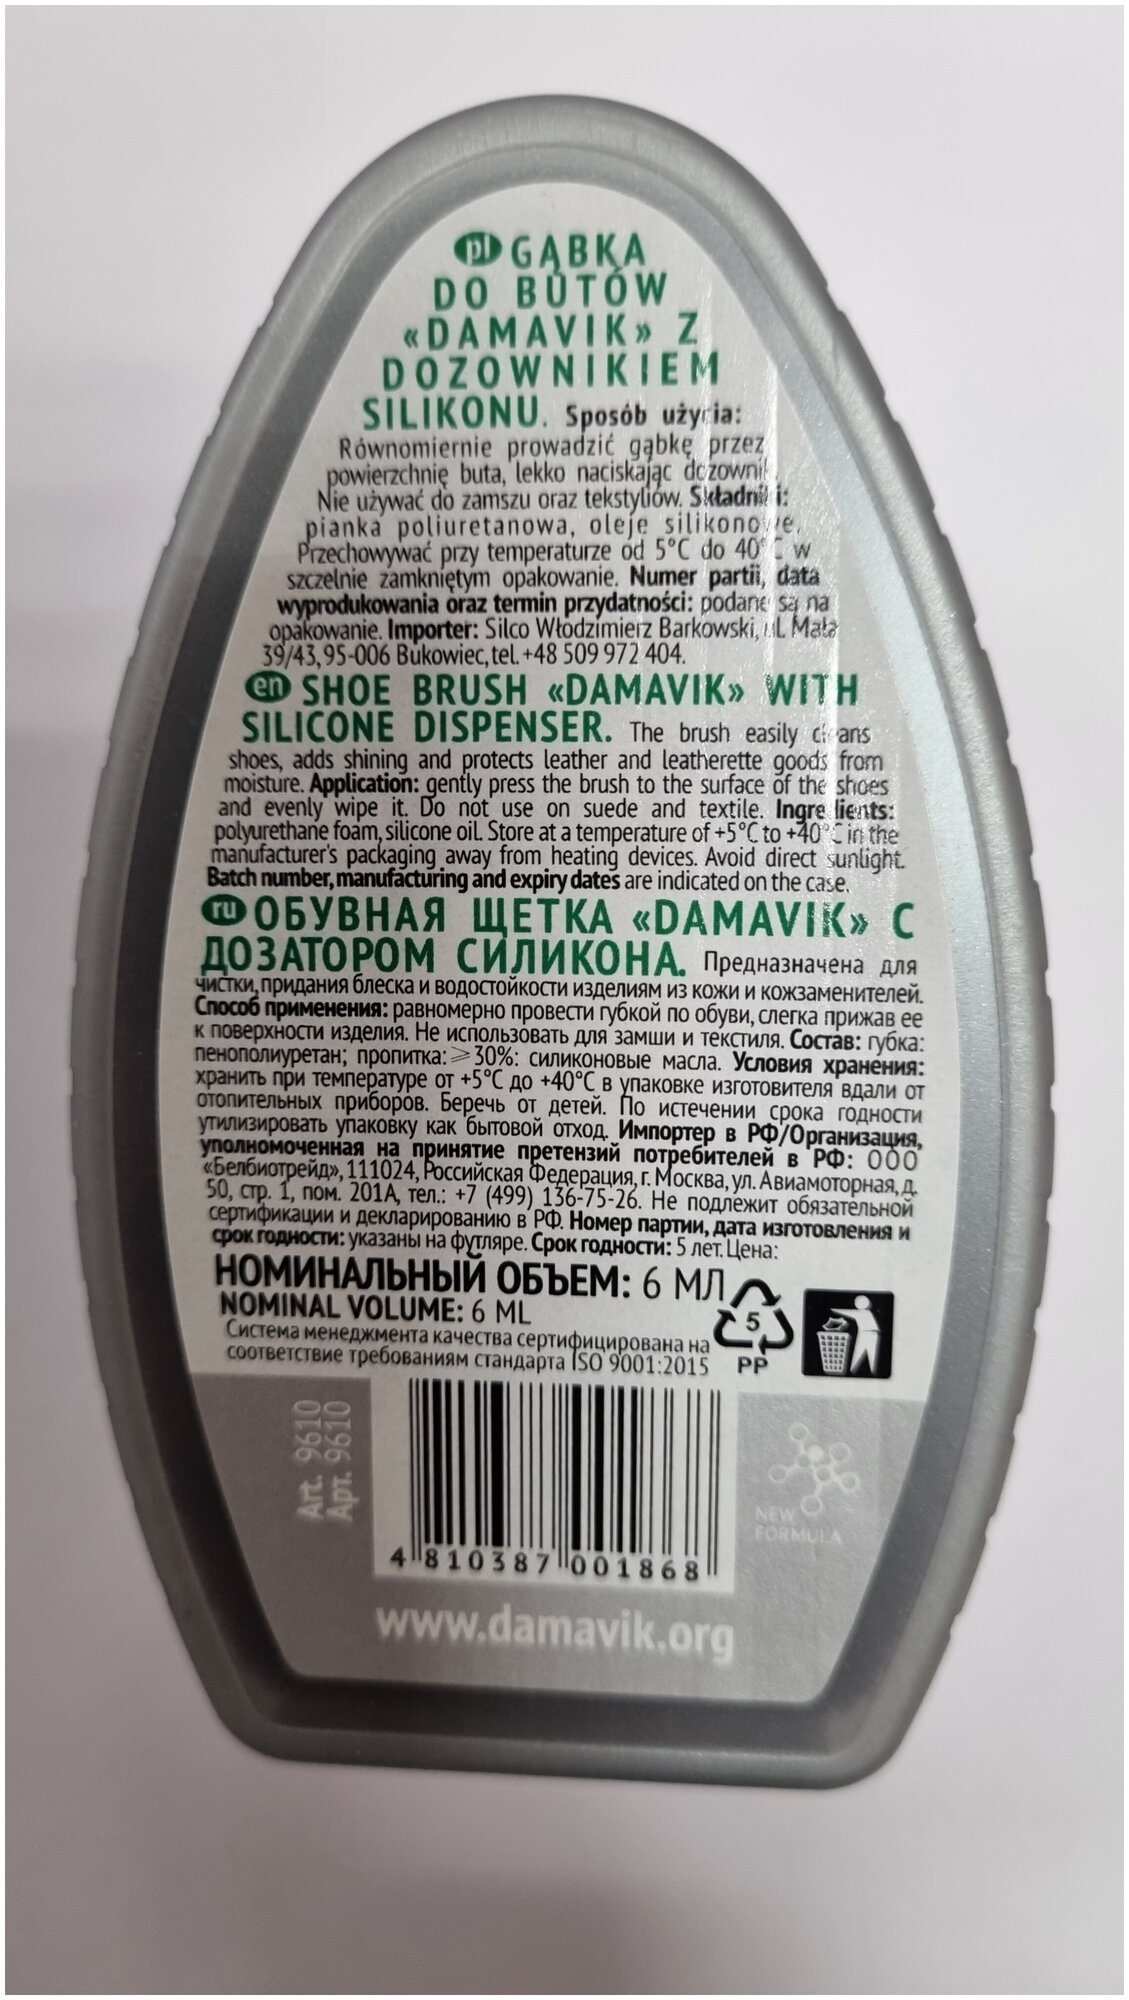 pl GĄBKA
DO BUTÓW
«DAMAVIK» Z
DOZOWNIKIEM
SILIKONU. Sposób użycia:
Równomiernie prowadzić gąbkę przez
powierzchnię buta, lekko naciskając dozownik
Nie używać do zamszu oraz tekstyliów. Składniki:
pianka poliuretanowa, oleje silikonowe.
Przechowywać przy temperaturze od 5°C do 40°C w
szczelnie zamkniętym opakowanie. Numer partii, data
wyprodukowania oraz termin przydatności: podane są na
opakowanie. Importer: Silco Włodzimierz Barkowski, ul. Mała
39/43, 95-006 Bukowiec, tel. +48 509 972 404.
en SHOE BRUSH «DAMAVIK» WITH
SILICONE DISPENSER. The brush easily cleans
shoes, adds shining and protects leather and leatherette goods from
moisture. Application: gently press the brush to the surface of the shoes
and evenly wipe it. Do not use on suede and textile. Ingredients:
polyurethane foam, silicone oil. Store at a temperature of +5°C to +40°C in the
manufacturer's packaging away from heating devices. Avoid direct sunlight.
Batch number, manufacturing and expiry dates are indicated on the case.
ru ОБУВНАЯ ЩЕТКА «DAMAVIK» С
ДОЗАТОРОМ СИЛИКОНА. Предназначена для
чистки, придания блеска и водостойкости изделиям из кожи и кожзаменителей.
Способ применения: равномерно провести губкой по обуви, слегка прижав ее
к поверхности изделия. Не использовать для замши и текстиля. Состав: губка:
пенополиуретан; пропитка: ⩾30%: силиконовые масла. Условия хранения:
хранить при температуре от +5°С до +40°С в упаковке изготовителя вдали от
отопительных приборов. Беречь от детей. По истечении срока годности
утилизировать упаковку как бытовой отход. Импортер в РФ/Организация,
уполномоченная на принятие претензий потребителей в РФ: ООО
«Белбиотрейд», 111024, Российская Федерация, г. Москва, ул. Авиамоторная, д.
50, стр. 1, пом. 201А, тел.: +7 (499) 136-75-26. Не подлежит обязательной
сертификации и декларированию в РФ. Номер партии, дата изготовления и
срок годности: указаны на футляре. Срок годности: 5 лет. Цена:
НОМИНАЛЬНЫЙ ОБЪЕМ: 6 МЛ
NOMINAL VOLUME: 6 ML
Система менеджмента качества сертифицирована на
соответствие требованиям стандарта ISO 9001:2015
5
PP
Art. 9610
Арт. 9610
NEW
FORMULA
4 810387 001868
www.damavik.org